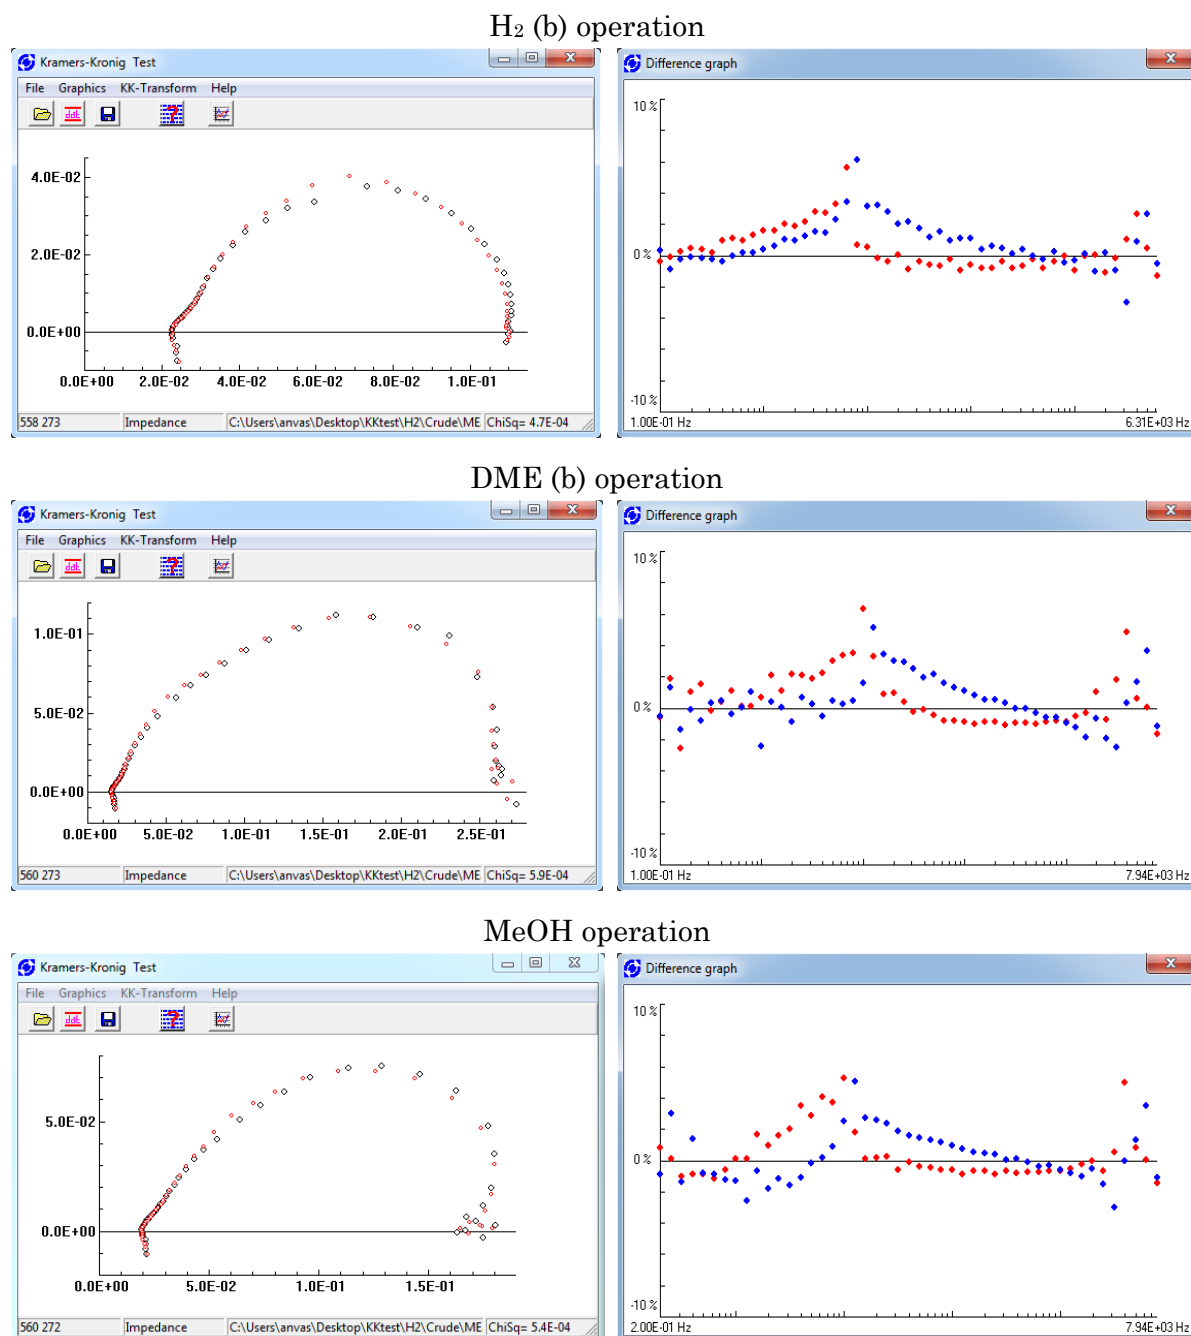 H₂ (b) operation
Kramers-Kronig Test
File Graphics KK-Transform Help
4.0E-02
2.0E-02
0.0E+00
0.0E+00 2.0E-02 4.0E-02 6.0E-02 8.0E-02 1.0E-01
558 273 Impedance C:\Users\anvas\Desktop\KKtest\H2\Crude\ME ChiSq= 4.7E-04
Difference graph
10 %
0 %
-10 %
1.00E-01 Hz 6.31E+03 Hz
DME (b) operation
Kramers-Kronig Test
File Graphics KK-Transform Help
1.0E-01
5.0E-02
0.0E+00
0.0E+00 5.0E-02 1.0E-01 1.5E-01 2.0E-01 2.5E-01
560 273 Impedance C:\Users\anvas\Desktop\KKtest\H2\Crude\ME ChiSq= 5.9E-04
Difference graph
10 %
0 %
-10 %
1.00E-01 Hz 7.94E+03 Hz
MeOH operation
Kramers-Kronig Test
File Graphics KK-Transform Help
5.0E-02
0.0E+00
0.0E+00 5.0E-02 1.0E-01 1.5E-01
560 272 Impedance C:\Users\anvas\Desktop\KKtest\H2\Crude\ME ChiSq= 5.4E-04
Difference graph
10 %
0 %
-10 %
2.00E-01 Hz 7.94E+03 Hz